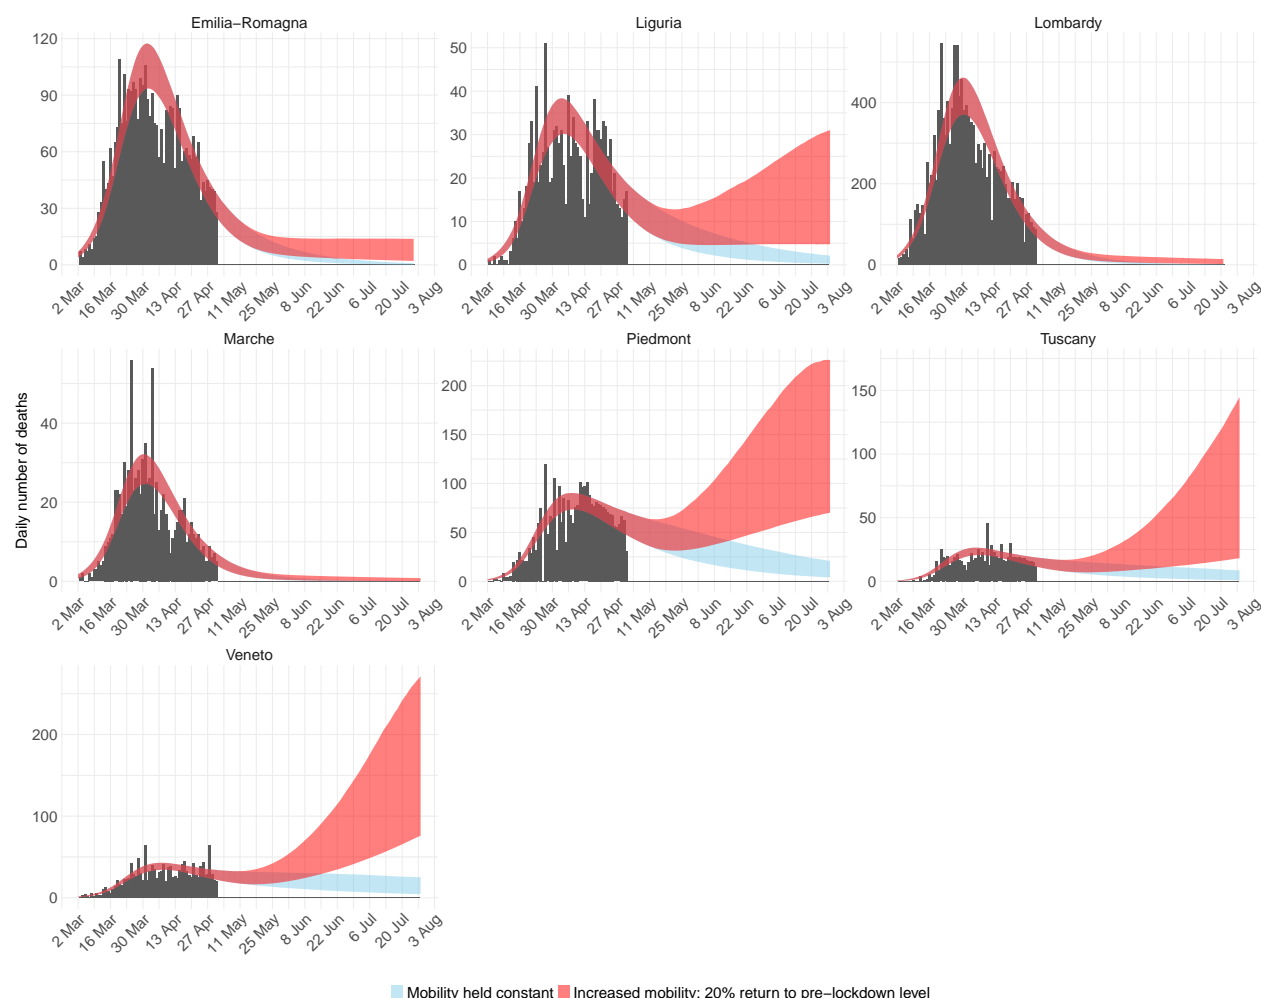 Emilia−Romagna
Liguria
Lombardy
120
90
60
30
0
50
40
30
20
10
0
400
200
0
2 Mar
16 Mar
30 Mar
13 Apr
27 Apr
11 May
25 May
8 Jun
22 Jun
6 Jul
20 Jul
3 Aug
2 Mar
16 Mar
30 Mar
13 Apr
27 Apr
11 May
25 May
8 Jun
22 Jun
6 Jul
20 Jul
3 Aug
2 Mar
16 Mar
30 Mar
13 Apr
27 Apr
11 May
25 May
8 Jun
22 Jun
6 Jul
20 Jul
3 Aug
Daily number of deaths
Marche
Piedmont
Tuscany
40
20
0
200
150
100
50
0
150
100
50
0
2 Mar
16 Mar
30 Mar
13 Apr
27 Apr
11 May
25 May
8 Jun
22 Jun
6 Jul
20 Jul
3 Aug
2 Mar
16 Mar
30 Mar
13 Apr
27 Apr
11 May
25 May
8 Jun
22 Jun
6 Jul
20 Jul
3 Aug
2 Mar
16 Mar
30 Mar
13 Apr
27 Apr
11 May
25 May
8 Jun
22 Jun
6 Jul
20 Jul
3 Aug
Veneto
200
100
0
2 Mar
16 Mar
30 Mar
13 Apr
27 Apr
11 May
25 May
8 Jun
22 Jun
6 Jul
20 Jul
3 Aug
Mobility held constant
Increased mobility: 20% return to pre−lockdown level